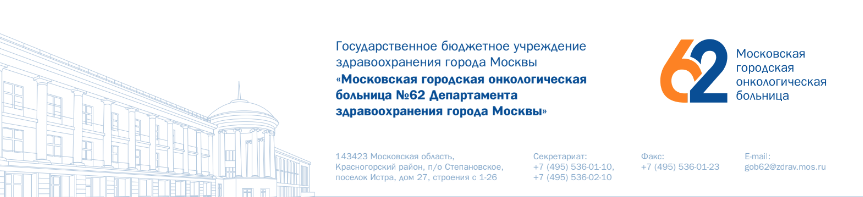 Государственное бюджетное учреждение
здравоохранения города Москвы
«Московская городская онкологическая
больница №62 Департамента
здравоохранения города Москвы»
62
Московская
городская
онкологическая
больница
143423 Московская область,
Красногорский район, п/о Степановское,
поселок Истра, дом 27, строения с 1-26
Секретариат:
+7 (495) 536-01-10,
+7 (495) 536-02-10
Факс:
+7 (495) 536-01-23
E-mail:
gob62@zdrav.mos.ru